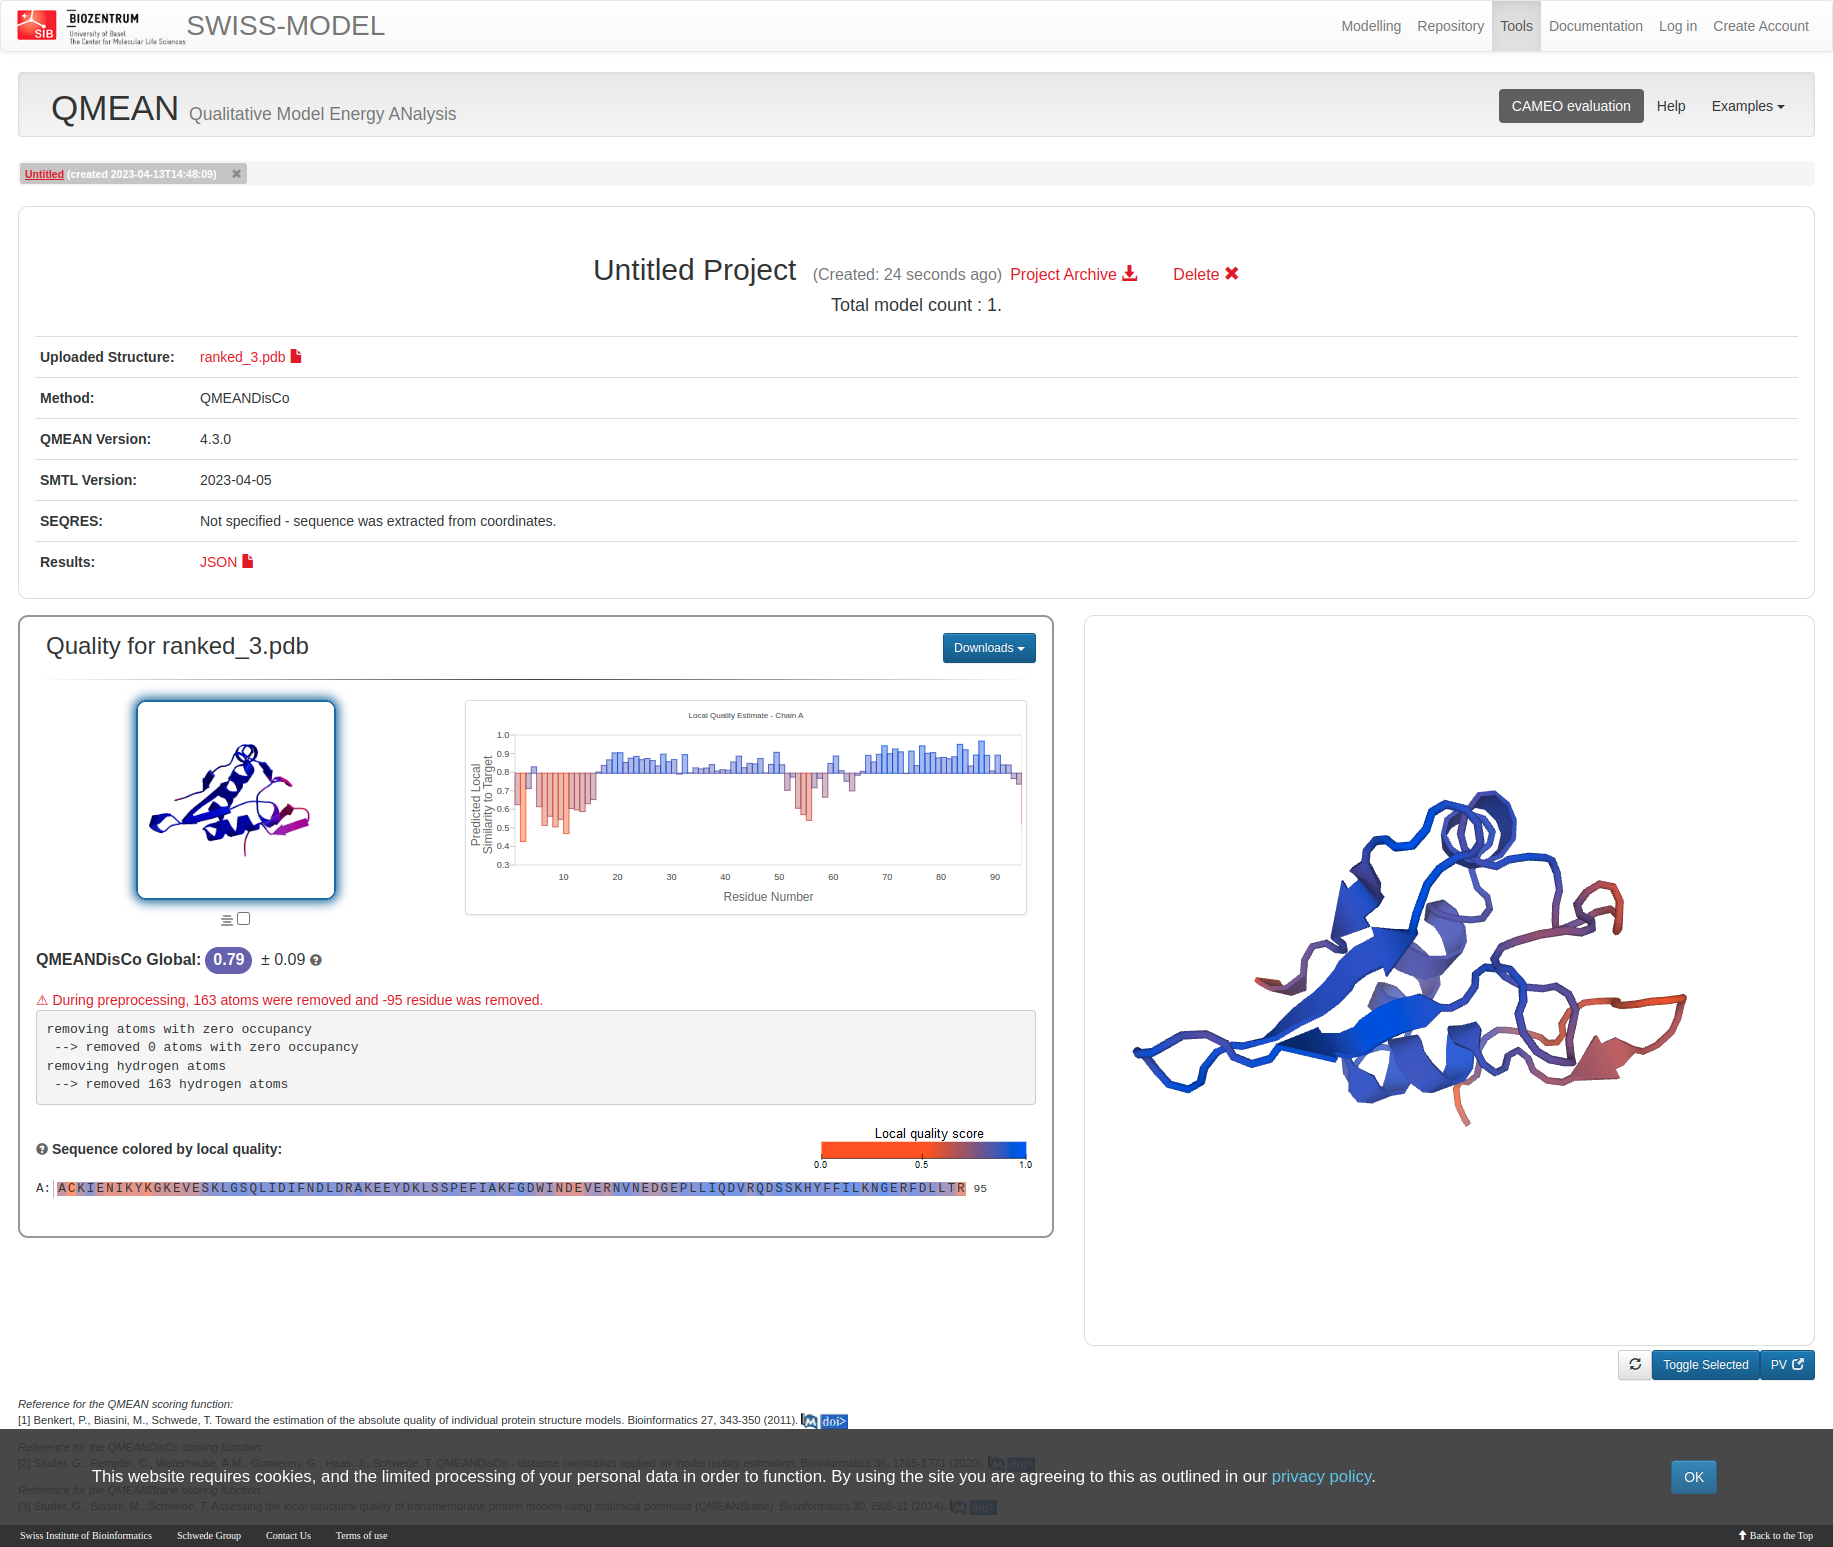 SIB
BIOZENTRUM
University of Basel
The Center for Molecular Life Sciences
SWISS-MODEL
Modelling Repository Tools Documentation Log in Create Account
QMEAN Qualitative Model Energy ANalysis
CAMEO evaluation Help Examples
Untitled (created 2023-04-13T14:48:09) ✖
Untitled Project (Created: 24 seconds ago) Project Archive Delete ✖
Total model count : 1.
Uploaded Structure: ranked_3.pdb
Method: QMEANDisCo
QMEAN Version: 4.3.0
SMTL Version: 2023-04-05
SEQRES: Not specified - sequence was extracted from coordinates.
Results: JSON
Quality for ranked_3.pdb
Downloads
Local Quality Estimate - Chain A
Predicted Local
Similarity to Target
1.0
0.9
0.8
0.7
0.6
0.5
0.4
0.3
10 20 30 40 50 60 70 80 90
Residue Number
QMEANDisCo Global: 0.79 ± 0.09
⚠ During preprocessing, 163 atoms were removed and -95 residue was removed.
removing atoms with zero occupancy
--> removed 0 atoms with zero occupancy
removing hydrogen atoms
--> removed 163 hydrogen atoms
Local quality score
0.0 0.5 1.0
Sequence colored by local quality:
A: ACKIENIKYKGKEVESKLGSQLIDIFNDLDRAKEEYDKLSSPEFIAKFGDWINDEVERNVNEDGEPLLIQDVRQDSSKHYFFILKNGERFDLLTR 95
Toggle Selected
PV
Reference for the QMEAN scoring function:
[1] Benkert, P., Biasini, M., Schwede, T. Toward the estimation of the absolute quality of individual protein structure models. Bioinformatics 27, 343-350 (2011). doi>
Reference for the QMEANDisCo scoring function:
[2] Studer, G., Rempfer, C., Waterhouse, A.M., Gumienny, G., Haas, J., Schwede, T. QMEANDisCo - distance constraints applied on model quality estimation. Bioinformatics 36, 1765-1771 (2020). doi>
This website requires cookies, and the limited processing of your personal data in order to function. By using the site you are agreeing to this as outlined in our privacy policy.
OK
Reference for the QMEANBrane scoring function:
[3] Studer, G., Biasini, M., Schwede, T. Assessing the local structural quality of transmembrane protein models using statistical potentials (QMEANBrane). Bioinformatics 30, i505-11 (2014). doi>
Swiss Institute of Bioinformatics Schwede Group Contact Us Terms of use
Back to the Top